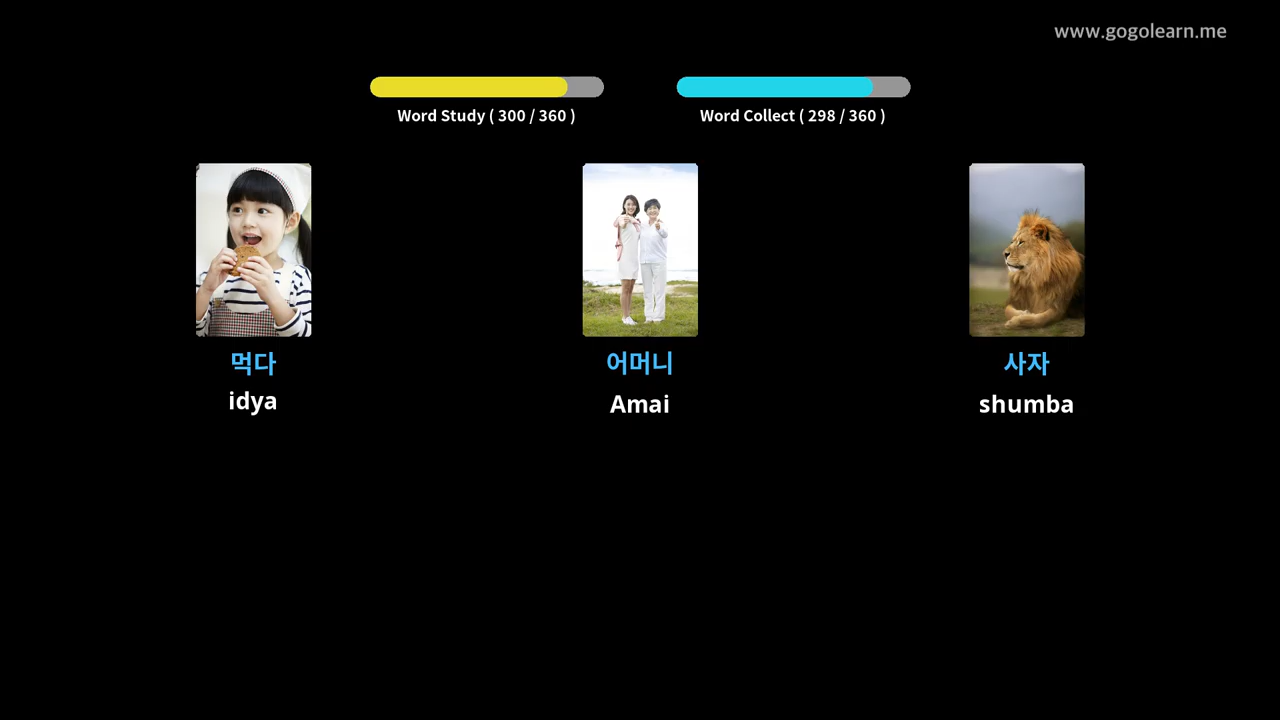 www.gogolearn.me
Word Study ( 300 / 360 )
Word Collect ( 298 / 360 )
먹다
idya
어머니
Amai
사자
shumba